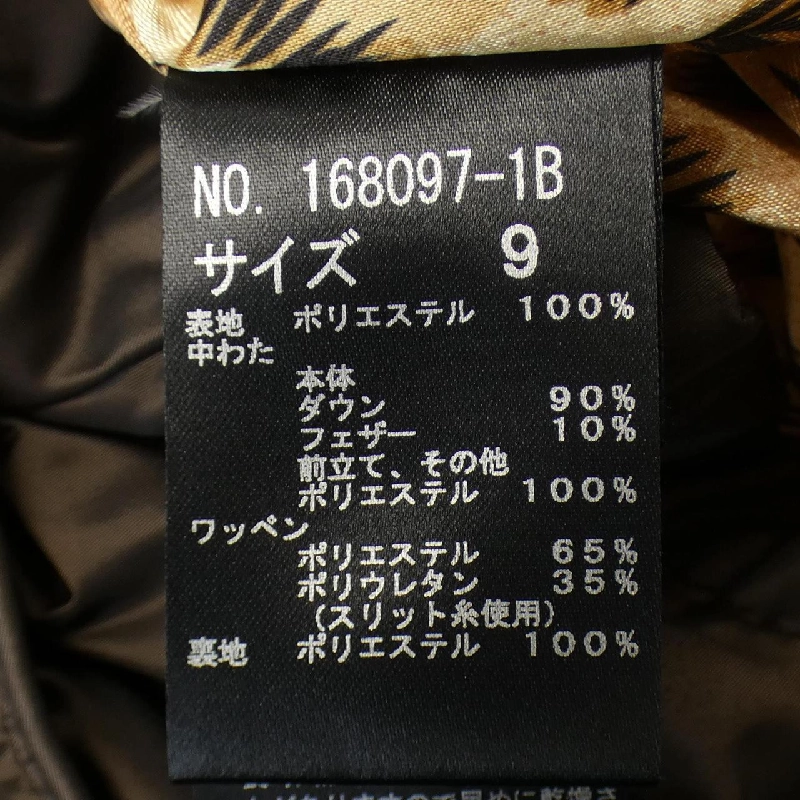 NO. 168097-1B
サイズ 9
表地 ポリエステル 100%
中わた
本体
ダウン 90%
フェザー 10%
前立て、その他
ポリエステル 100%
ワッペン
ポリエステル 65%
ポリウレタン 35%
(スリット糸使用)
裏地 ポリエステル 100%